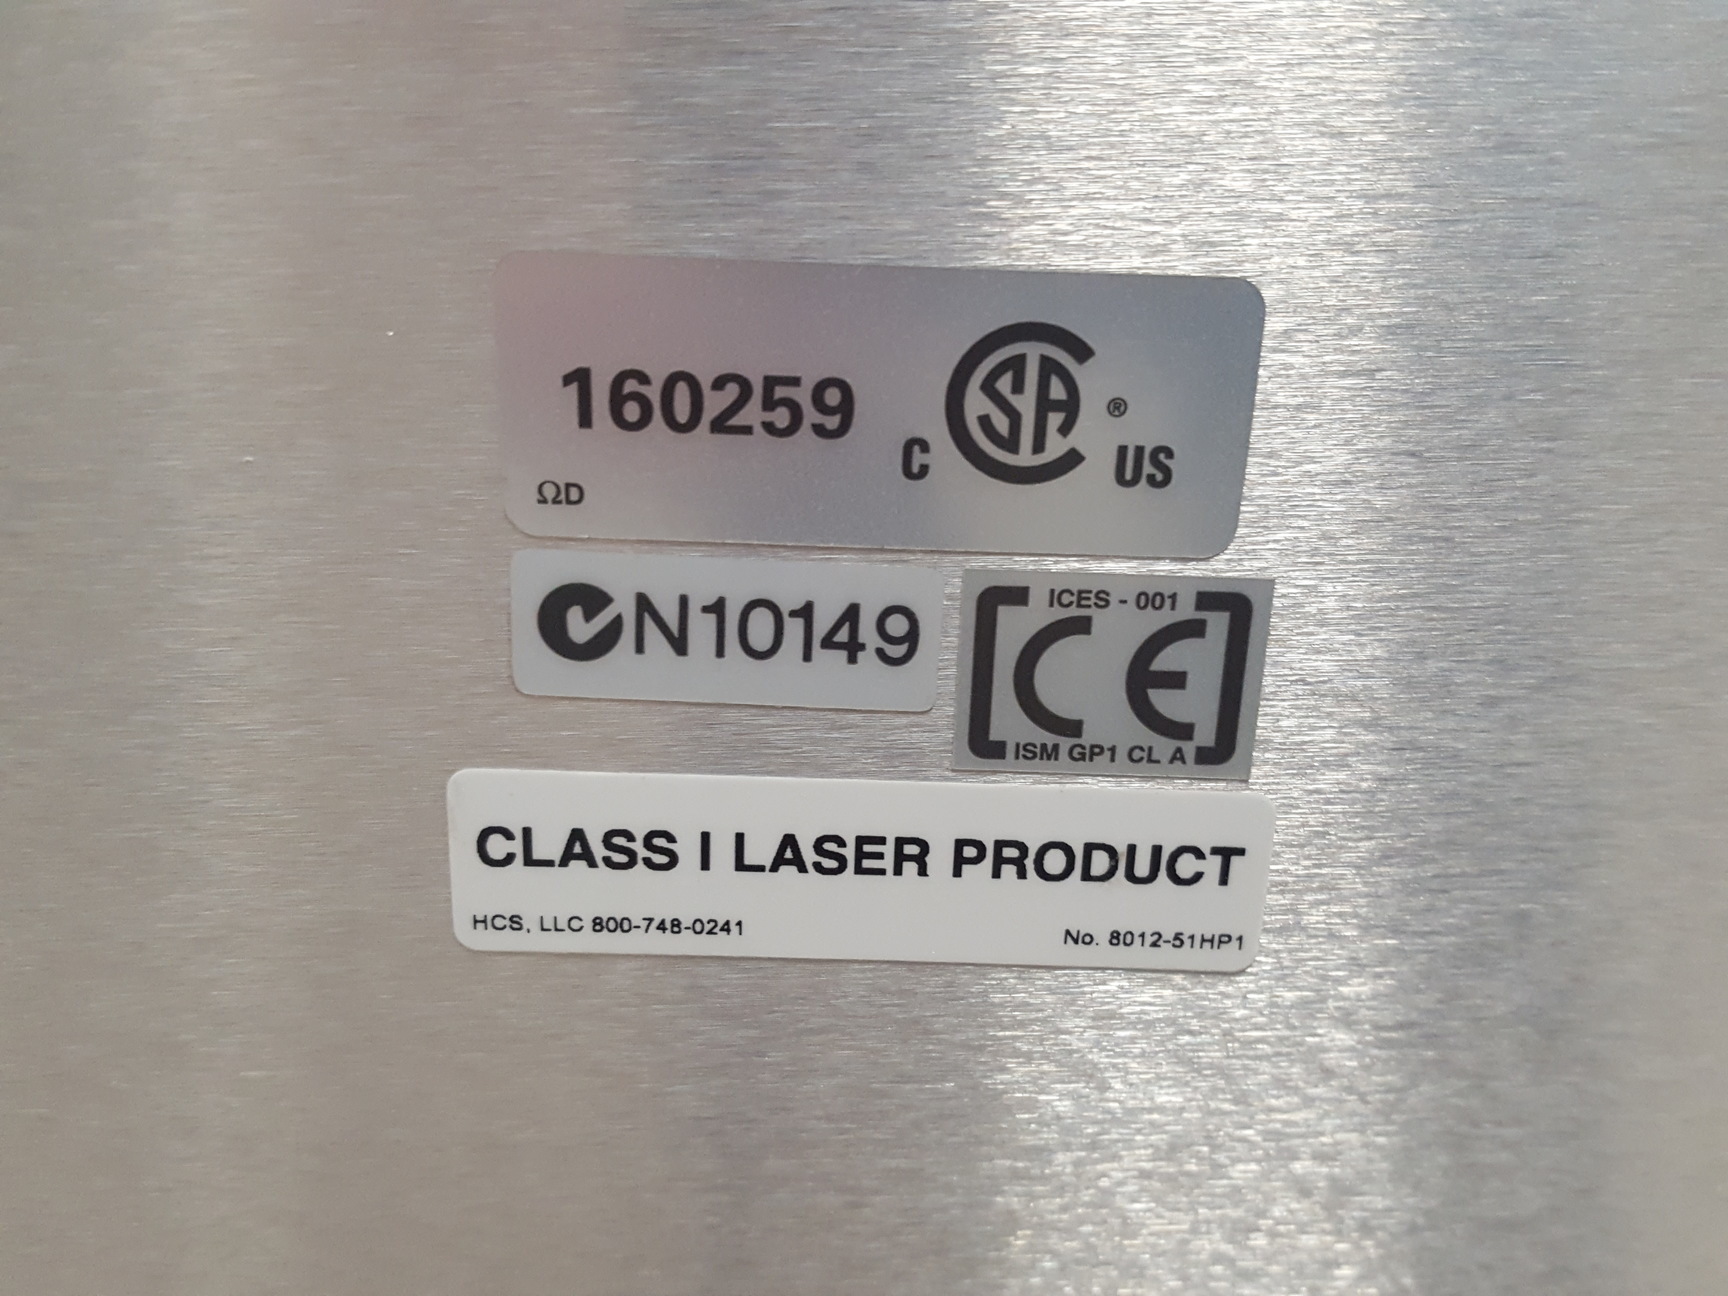 160259
C CSA ® US
ΩD
N10149
ICES - 001
CE
ISM GP1 CL A
CLASS I LASER PRODUCT
HCS, LLC 800-748-0241
No. 8012-51HP1